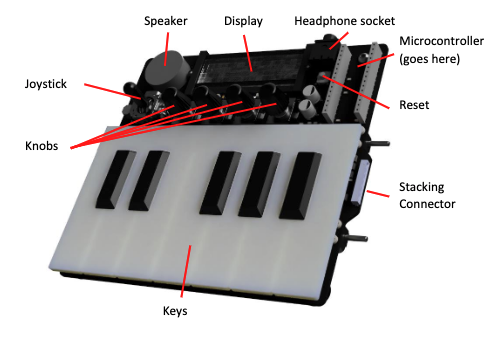 Speaker
Display
Headphone socket
Microcontroller
(goes here)
Joystick
Reset
Knobs
Stacking
Connector
Keys